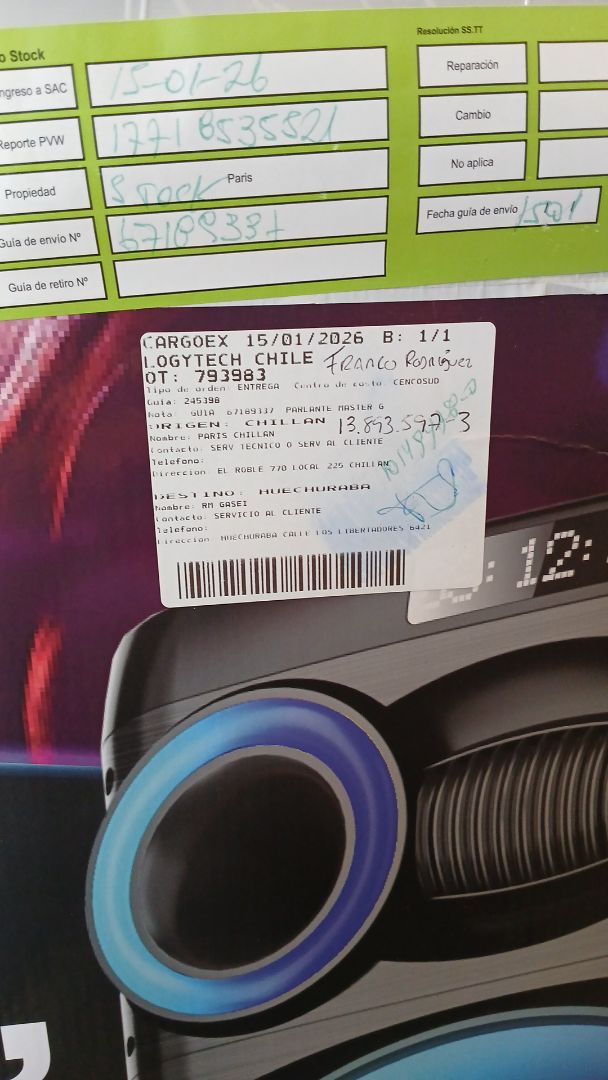 o Stock
Resolución SS.TT
ngreso a SAC 15-01-26
Reparación
Reporte PVW
Cambio
Propiedad Stock Paris
No aplica
Guía de envío Nº 67189337
Fecha guía de envío 15-01
Guía de retiro Nº
CARGOEX 15/01/2026 B: 1/1
LOGYTECH CHILE Franco Rodríguez
OT: 793983
Tipo de orden: ENTREGA Centro de costo: CENCOSUD
Guia: 245398
Nota: GUIA 67189337 PARLANTE MASTER G
ORIGEN: CHILLAN 13.893.597-3
Nombre: PARIS CHILLAN
Contacto: SERV TECNICO O SERV AL CLIENTE
Telefono:
Direccion: EL ROBLE 770 LOCAL 225 CHILLAN
DESTINO: HUECHURABA
Nombre: RM GASEI
Contacto: SERVICIO AL CLIENTE
Telefono:
Direccion: HUECHURABA CALLE LOS LIBERTADORES 6421
:12: